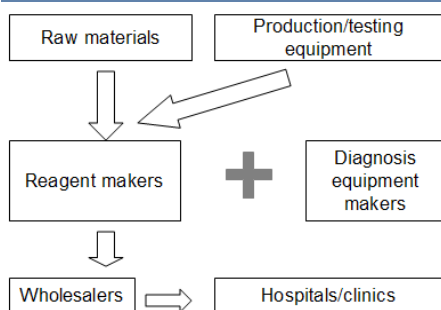 Raw materials
Production/testing
equipment
Reagent makers
Diagnosis
equipment
makers
Wholesalers
Hospitals/clinics